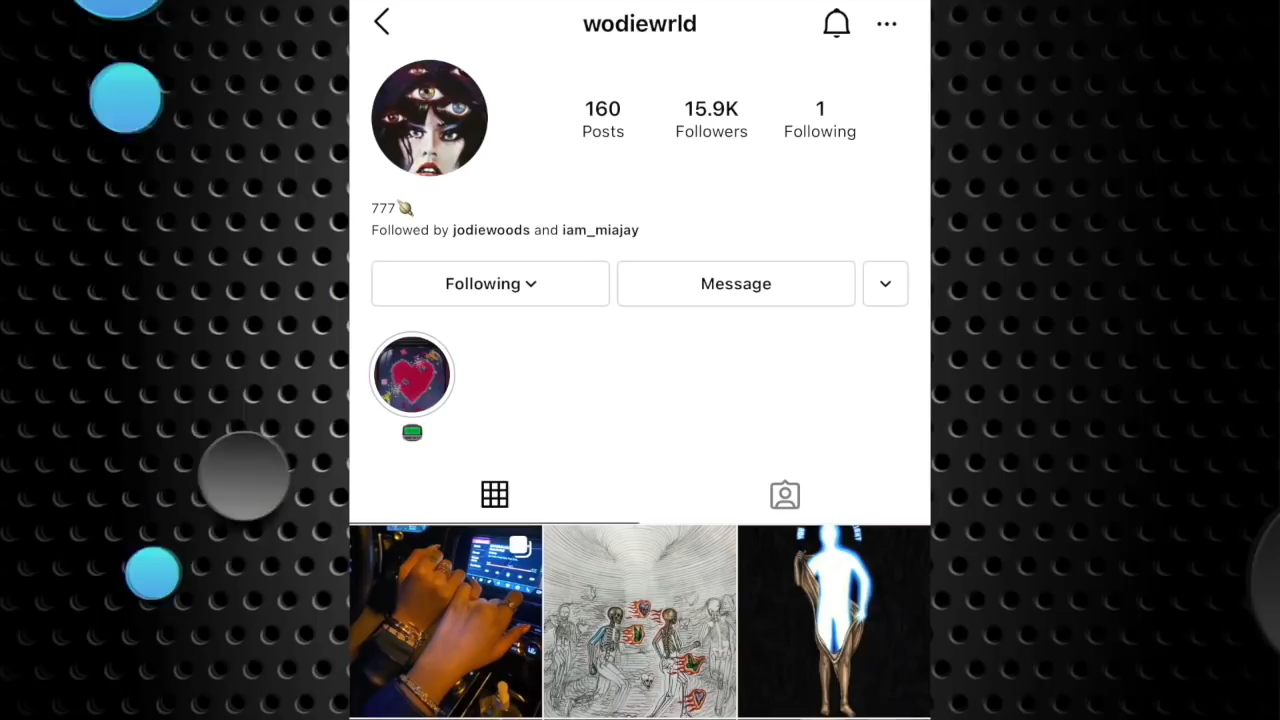 wodiewrld
160
15.9K
1
Posts
Followers
Following
777
Followed by jodiewoods and iam_miajay
Following
Message